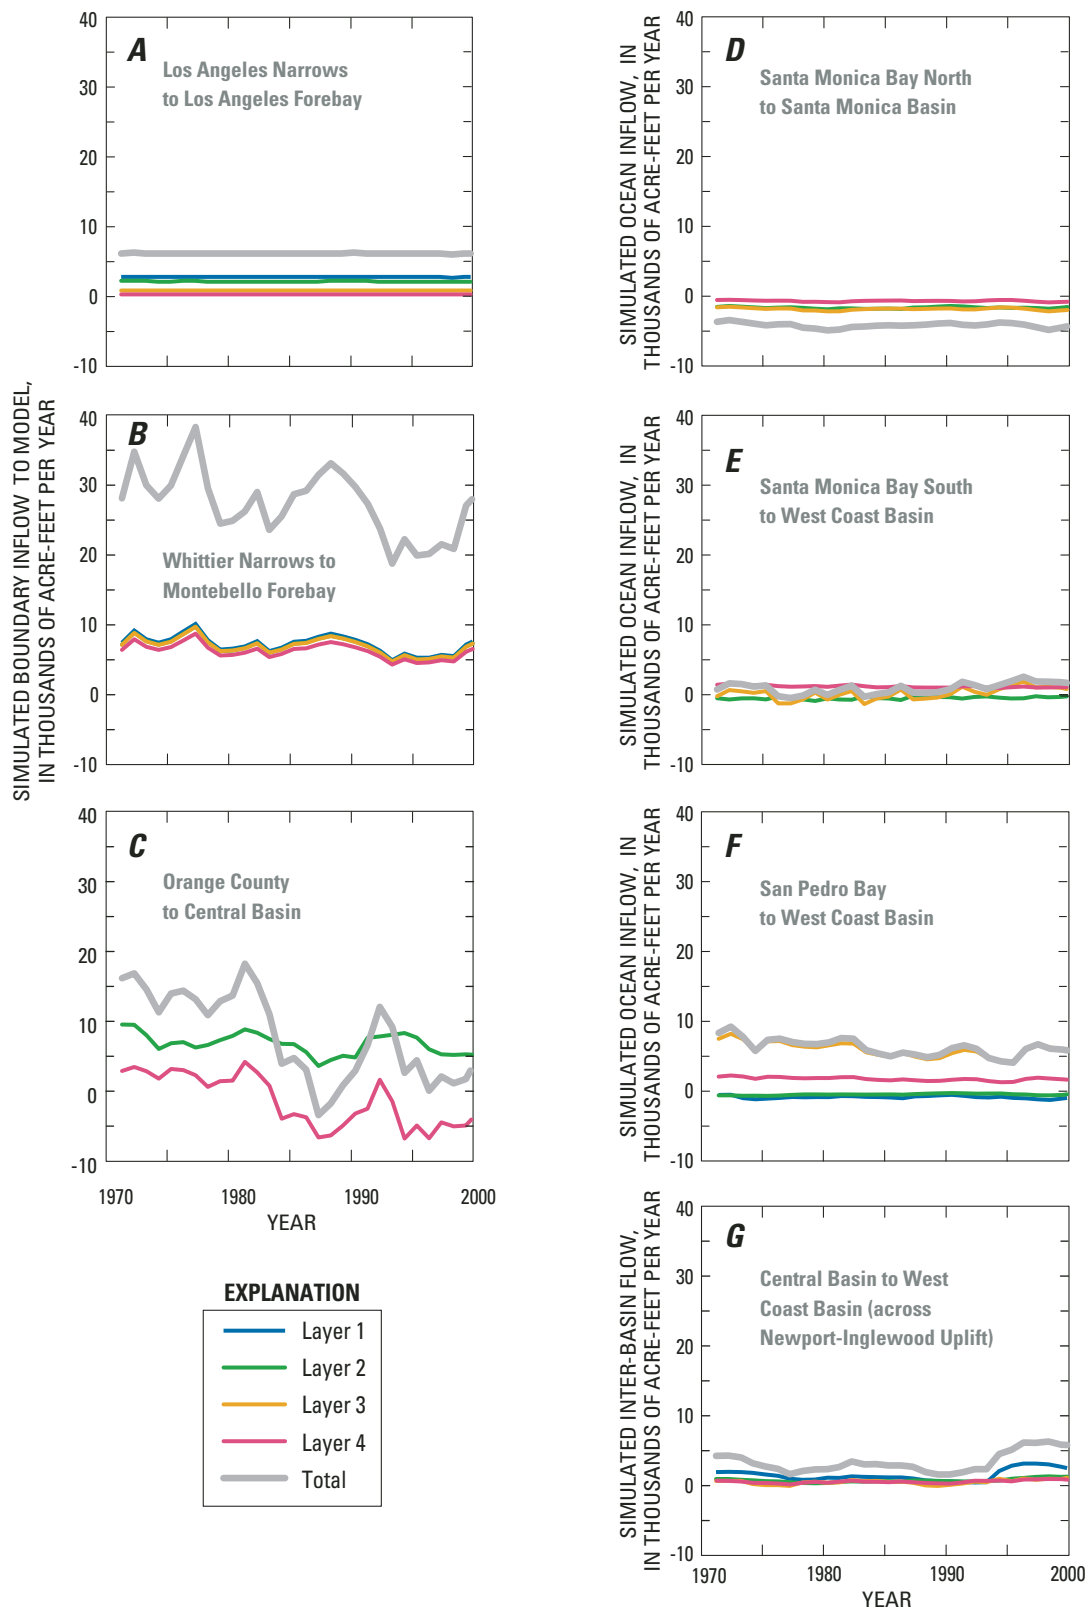 SIMULATED BOUNDARY INFLOW TO MODEL,
IN THOUSANDS OF ACRE-FEET PER YEAR
40
30
20
10
0
-10
A
Los Angeles Narrows
to Los Angeles Forebay
40
30
20
10
0
-10
B
Whittier Narrows to
Montebello Forebay
40
30
20
10
0
-10
C
Orange County
to Central Basin
1970
1980
1990
2000
YEAR
EXPLANATION
Layer 1
Layer 2
Layer 3
Layer 4
Total
SIMULATED OCEAN INFLOW, IN
THOUSANDS OF ACRE-FEET PER YEAR
40
30
20
10
0
-10
D
Santa Monica Bay North
to Santa Monica Basin
SIMULATED OCEAN INFLOW, IN
THOUSANDS OF ACRE-FEET PER YEAR
40
30
20
10
0
-10
E
Santa Monica Bay South
to West Coast Basin
SIMULATED OCEAN INFLOW, IN
THOUSANDS OF ACRE-FEET PER YEAR
40
30
20
10
0
-10
F
San Pedro Bay
to West Coast Basin
SIMULATED INTER-BASIN FLOW,
IN THOUSANDS OF ACRE-FEET PER YEAR
40
30
20
10
0
-10
G
Central Basin to West
Coast Basin (across
Newport-Inglewood Uplift)
1970
1980
1990
2000
YEAR